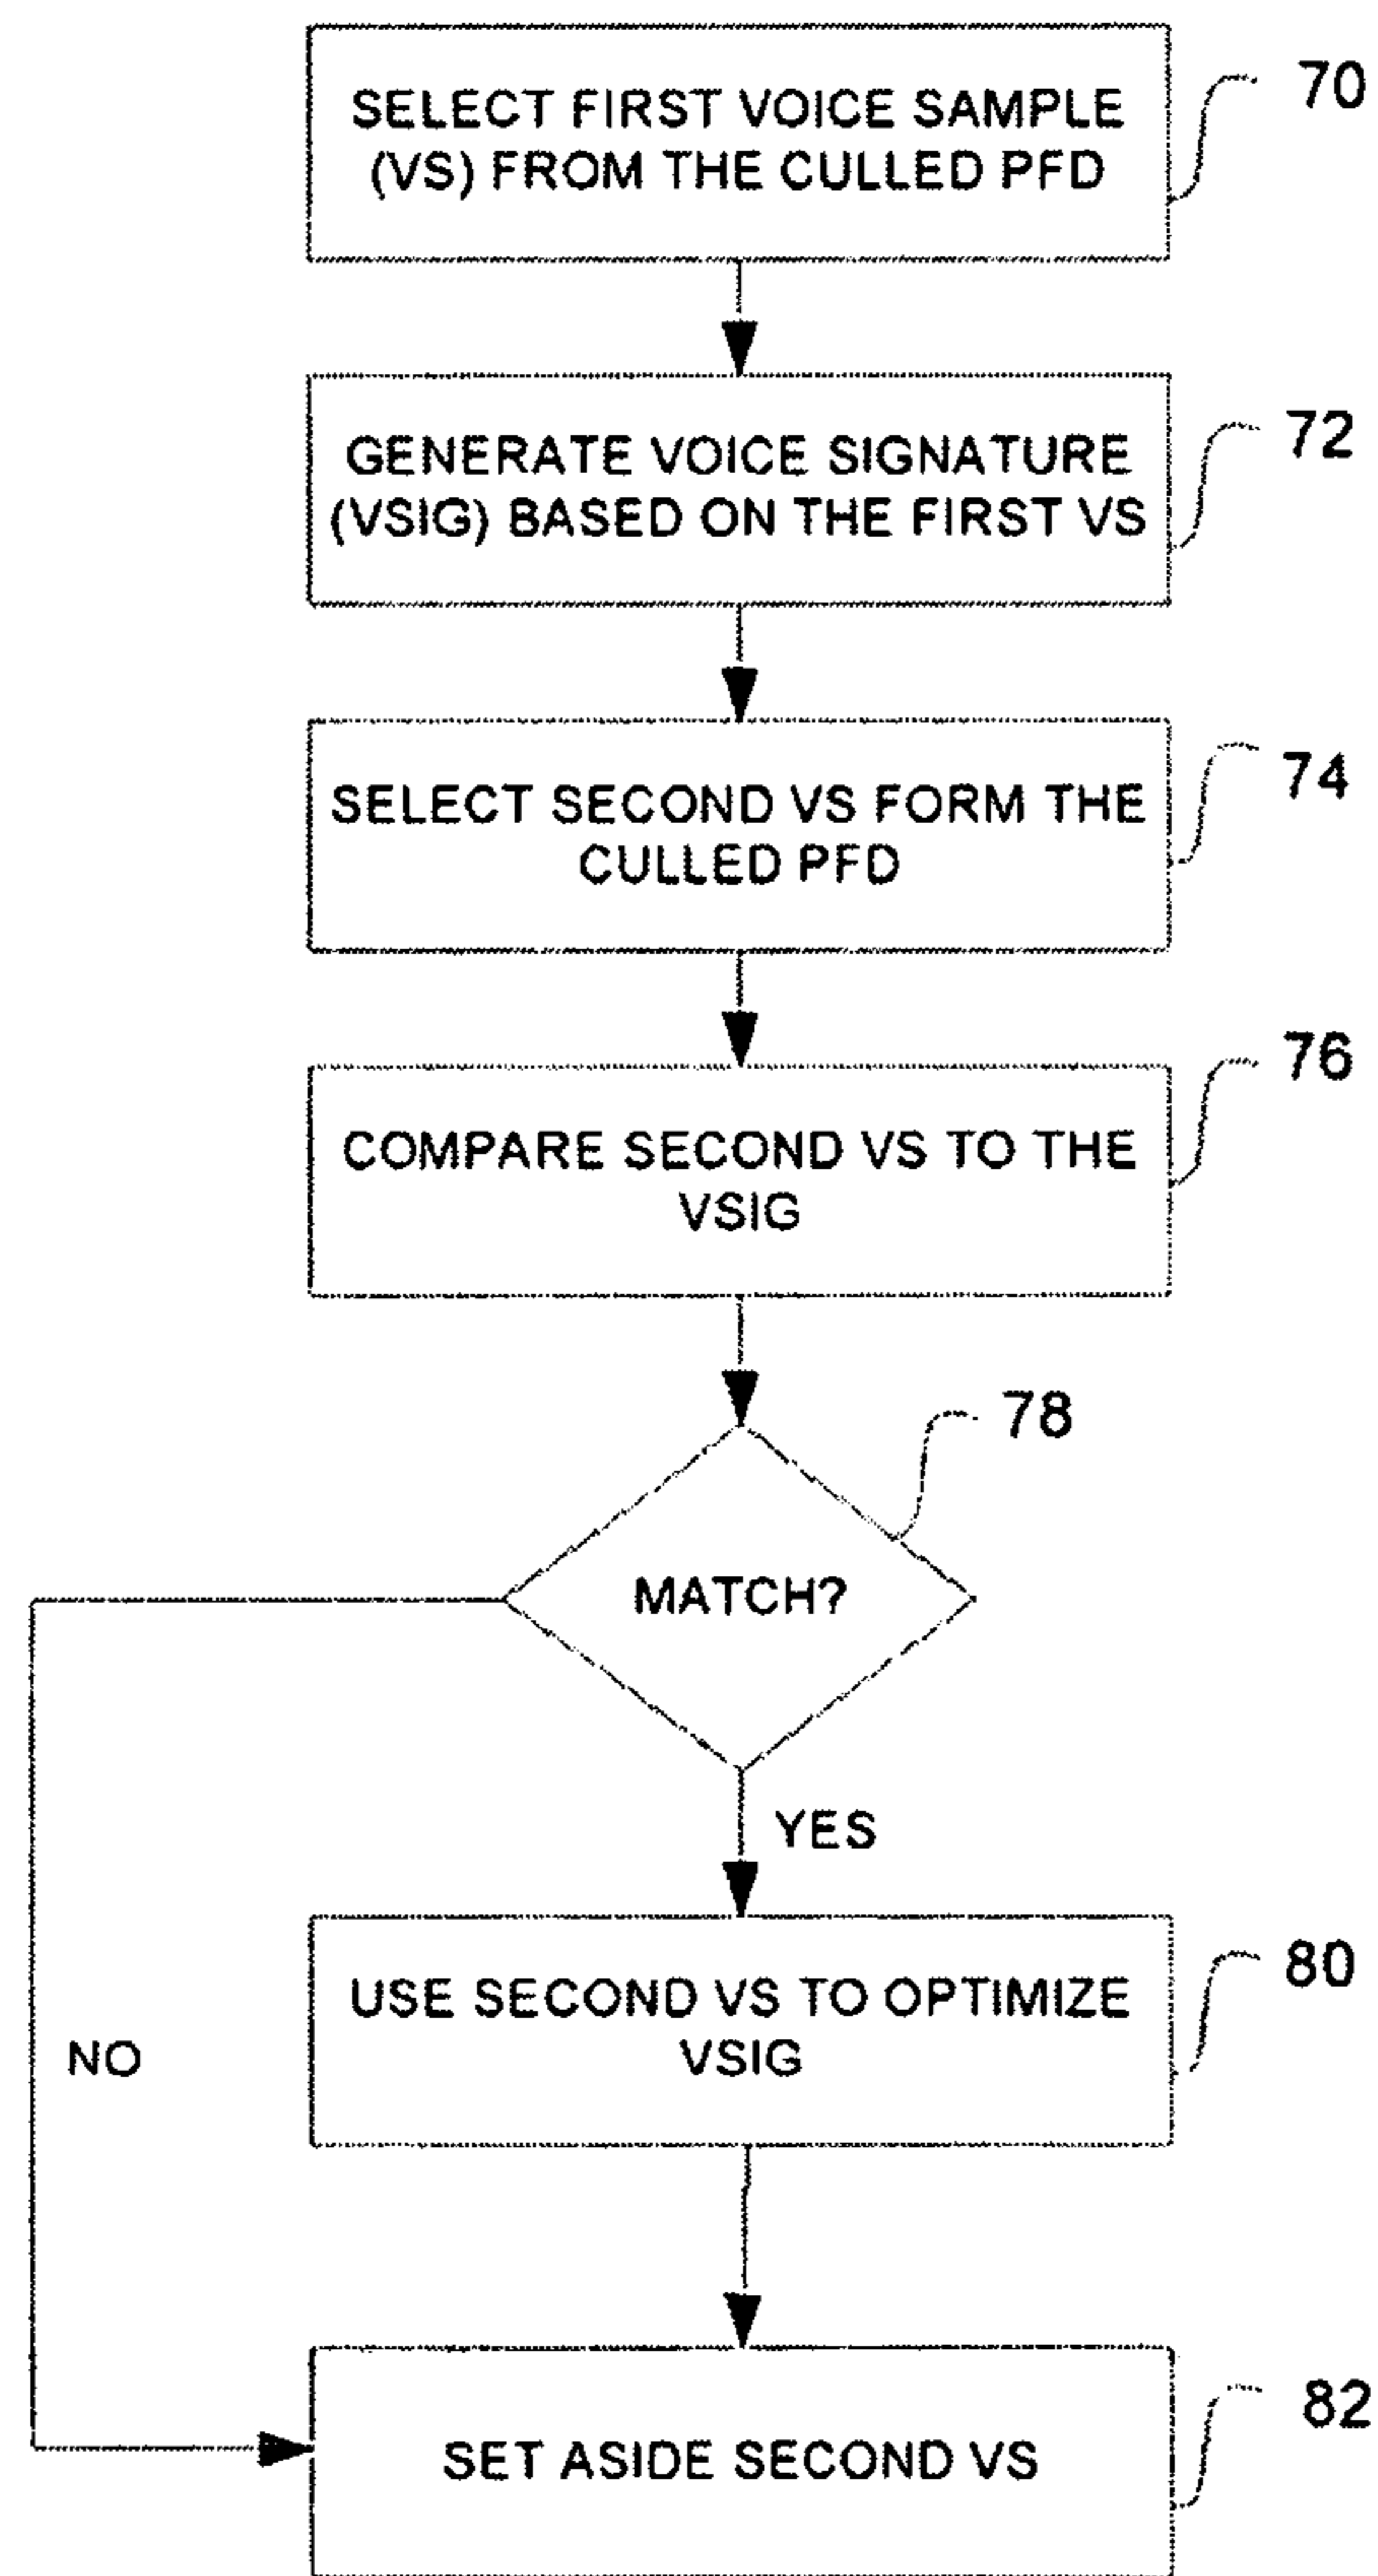 SELECT FIRST VOICE SAMPLE
(VS) FROM THE CULLED PFD
70
GENERATE VOICE SIGNATURE
(VSIG) BASED ON THE FIRST VS
72
SELECT SECOND VS FORM THE
CULLED PFD
74
COMPARE SECOND VS TO THE
VSIG
76
MATCH?
78
YES
USE SECOND VS TO OPTIMIZE
VSIG
80
NO
SET ASIDE SECOND VS
82